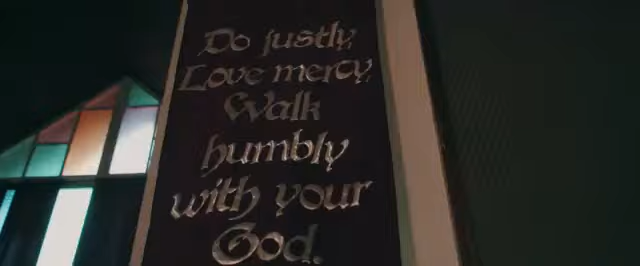 Do justly,
Love mercy,
Walk
humbly
with your
God.